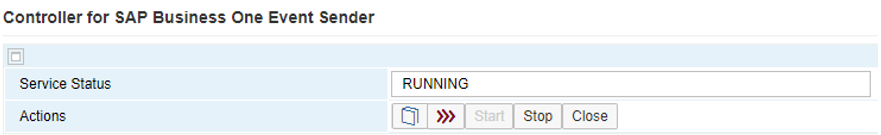 Controller for SAP Business One Event Sender
Service Status RUNNING
Actions Start Stop Close